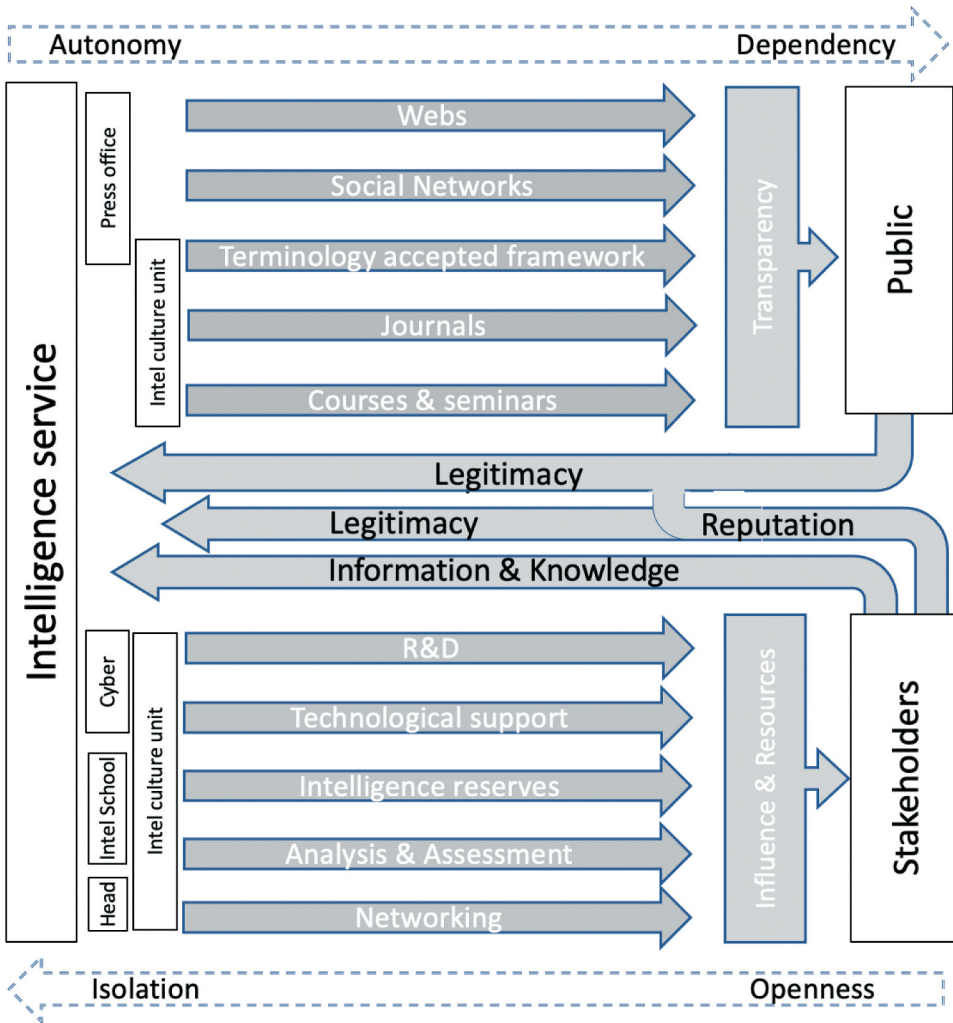 Autonomy
Dependency
Intelligence service
Press office
Intel culture unit
Webs
Social Networks
Terminology accepted framework
Journals
Courses & seminars
Transparency
Public
Legitimacy
Legitimacy
Reputation
Information & Knowledge
Cyber
Intel School
Head
Intel culture unit
R&D
Technological support
Intelligence reserves
Analysis & Assessment
Networking
Influence & Resources
Stakeholders
Isolation
Openness